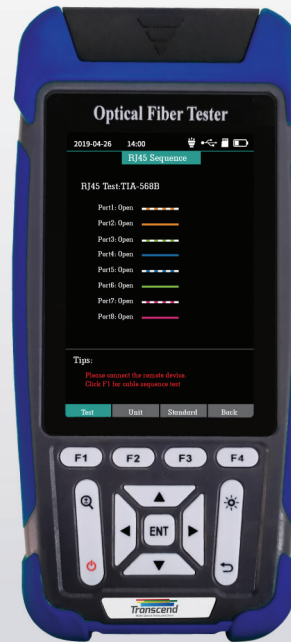 Optical Fiber Tester
2019-04-26 14:00
RJ45 Sequence
RJ45 Test:TIA-568B
Port1: Open
Port2: Open
Port3: Open
Port4: Open
Port5: Open
Port6: Open
Port7: Open
Port8: Open
Tips:
Please connect the remote device.
Click F1 for cable sequence test
Test Unit Standard Back
F1 F2 F3 F4
ENT
Transcend